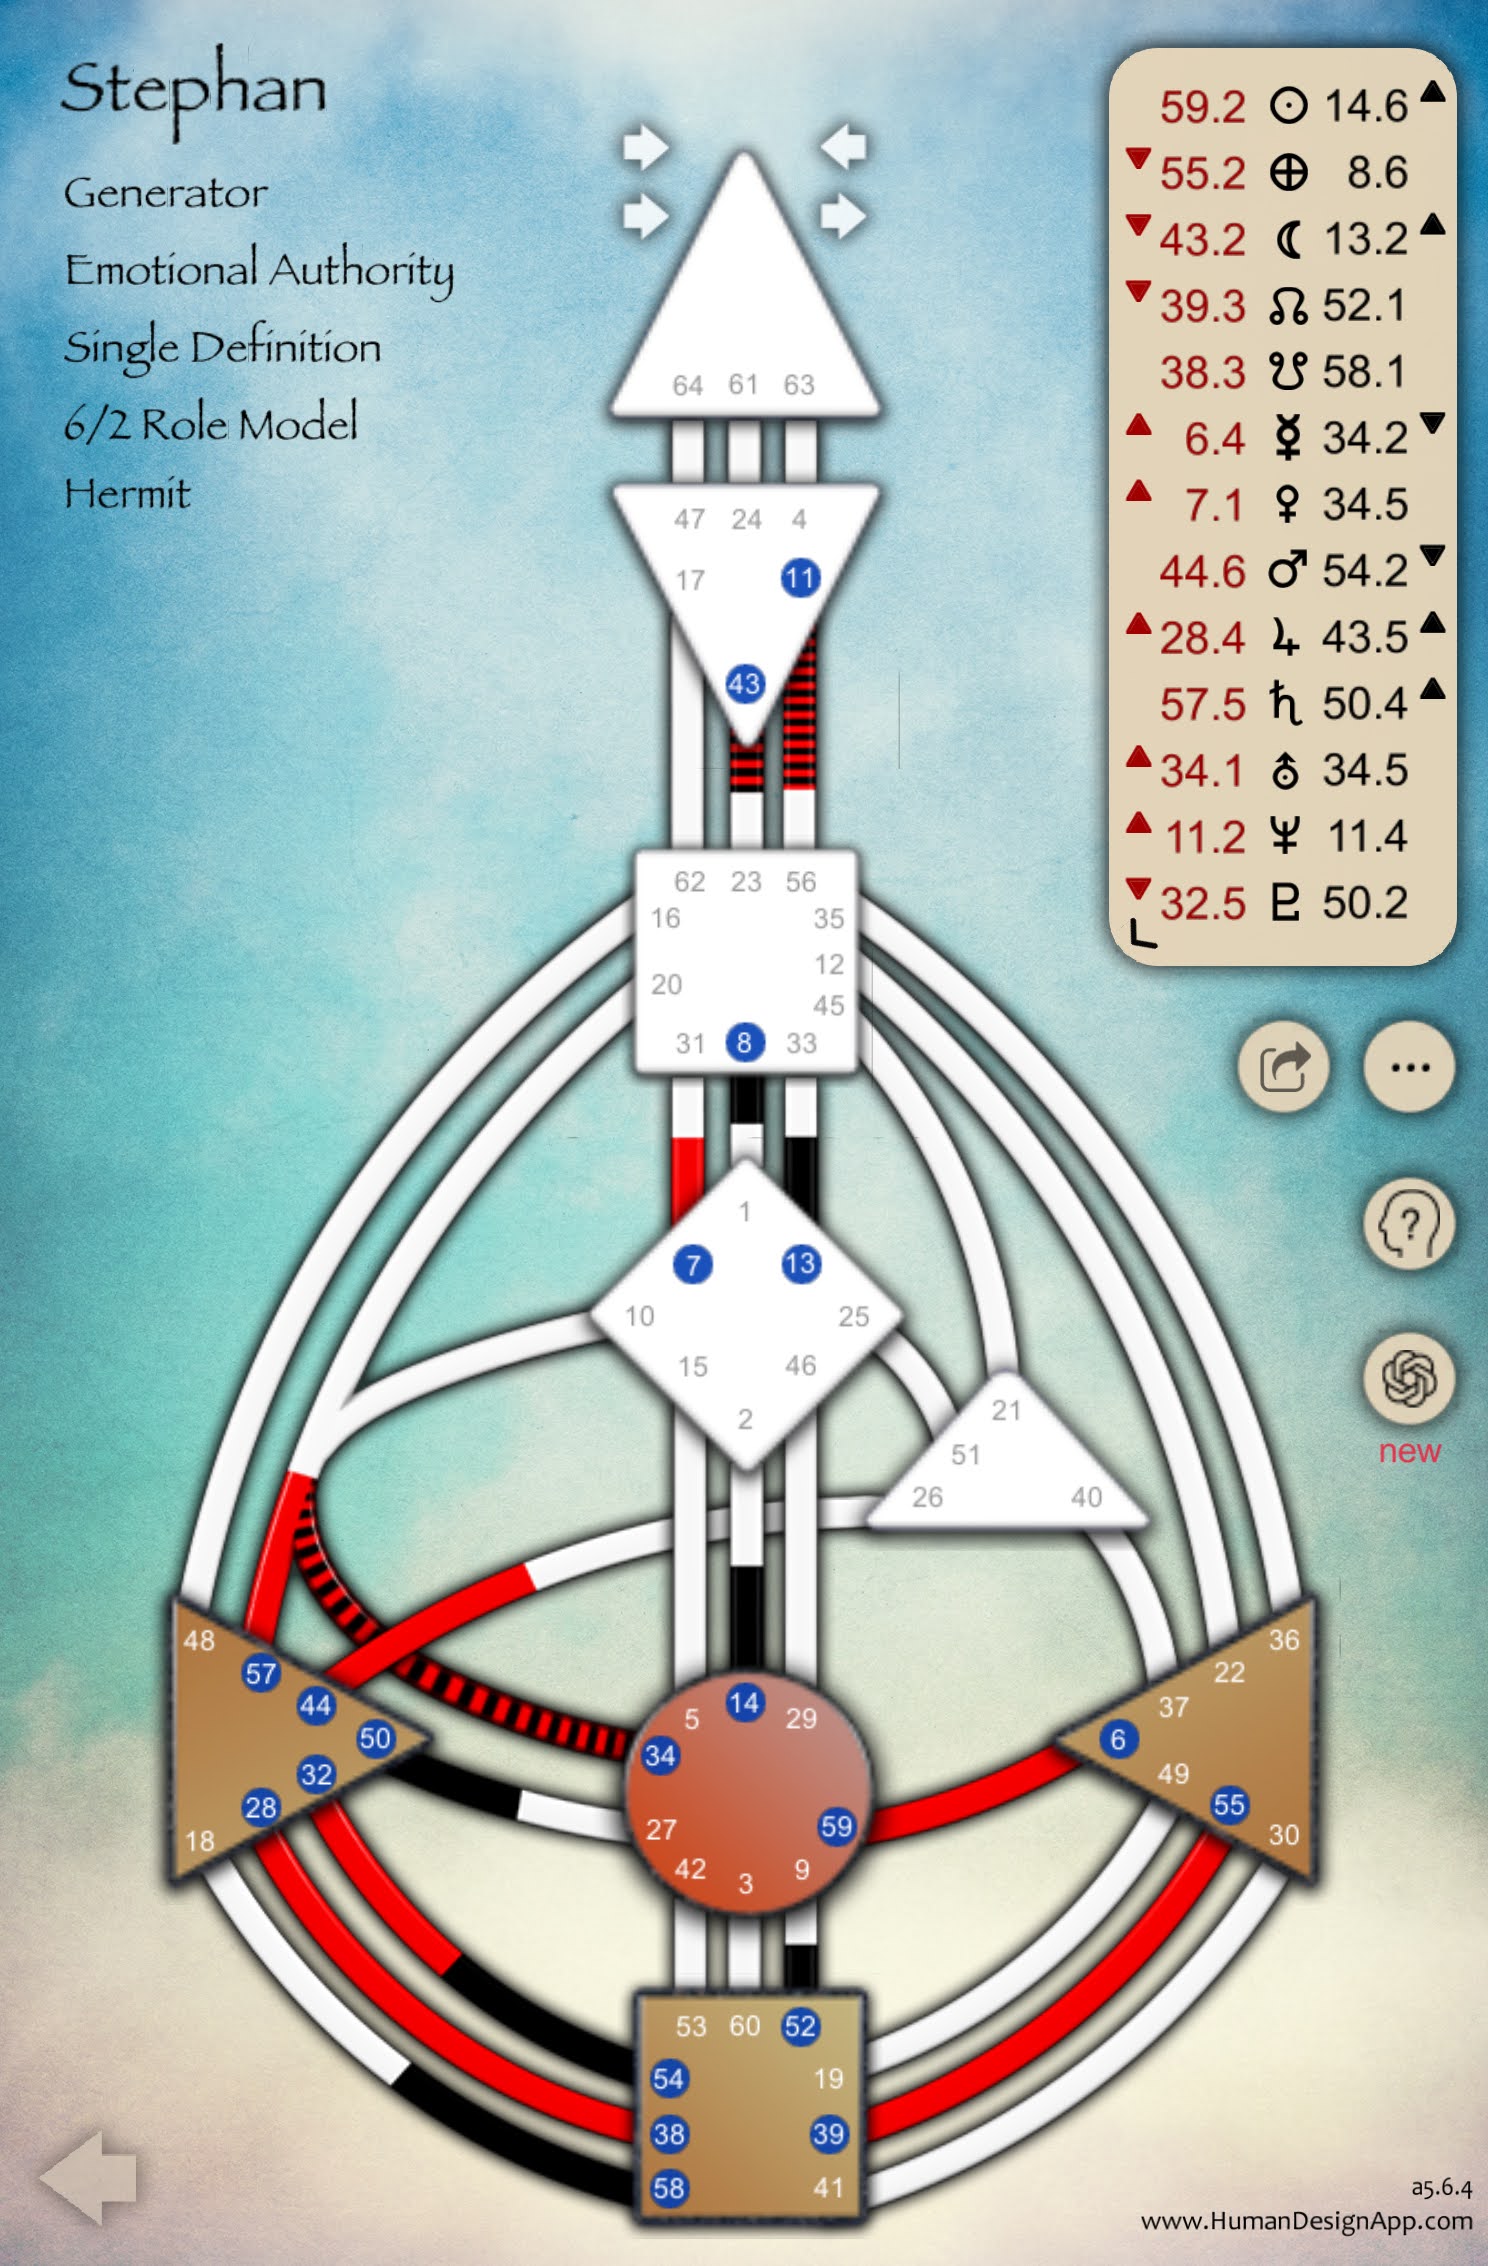 Stephan
Generator
Emotional Authority
Single Definition
6/2 Role Model
Hermit
59.2 ☉ 14.6 ▲
▼ 55.2 ⊕ 8.6
▼ 43.2 ☾ 13.2 ▲
▼ 39.3 ☊ 52.1
38.3 ☋ 58.1
▲ 6.4 ☿ 34.2 ▼
▲ 7.1 ♀ 34.5
44.6 ♂ 54.2 ▼
▲ 28.4 ♃ 43.5 ▲
57.5 ♄ 50.4 ▲
▲ 34.1 ⛢ 34.5
▲ 11.2 ♆ 11.4
▼ 32.5 ♇ 50.2
L
64 61 63
47 24 4
17 11
43
62 23 56
16 35
12
20
45
31 8 33
1
7 13
10 25
15 46
2
21
51
26 40
48
57
44
50
32
28
18
14
5 29
34
27 59
42 9
3
36
22
37
6
49
55
30
53 60 52
54 19
38 39
58 41
...
?
new
a5.6.4
www.HumanDesignApp.com